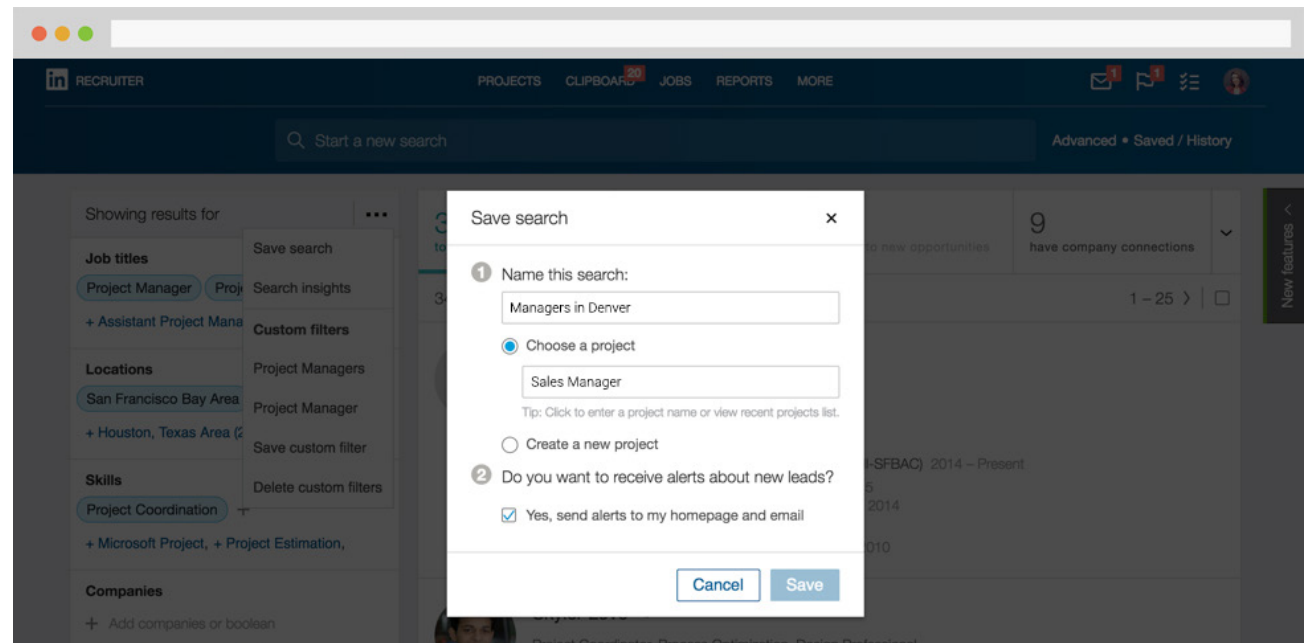 in RECRUITER
PROJECTS CLIPBOARD 20 JOBS REPORTS MORE
1 1
Start a new search
Advanced • Saved / History
Showing results for
Job titles
Project Manager
+ Assistant Project
Locations
San Francisco Bay Area
+ Houston, Texas Area
Skills
Project Coordination +
+ Microsoft Project, + Project Estimation,
Companies
+ Add companies or boolean
Save search
Search insights
Custom filters
Project Managers
Project Manager
Save custom filter
Delete custom filters
Save search ×
1 Name this search:
Managers in Denver
Choose a project
Sales Manager
Tip: Click to enter a project name or view recent projects list.
Create a new project
2 Do you want to receive alerts about new leads?
Yes, send alerts to my homepage and email
Cancel Save
to new opportunities
9
have company connections
1 – 25
2014 – Present
2014
2010
New features